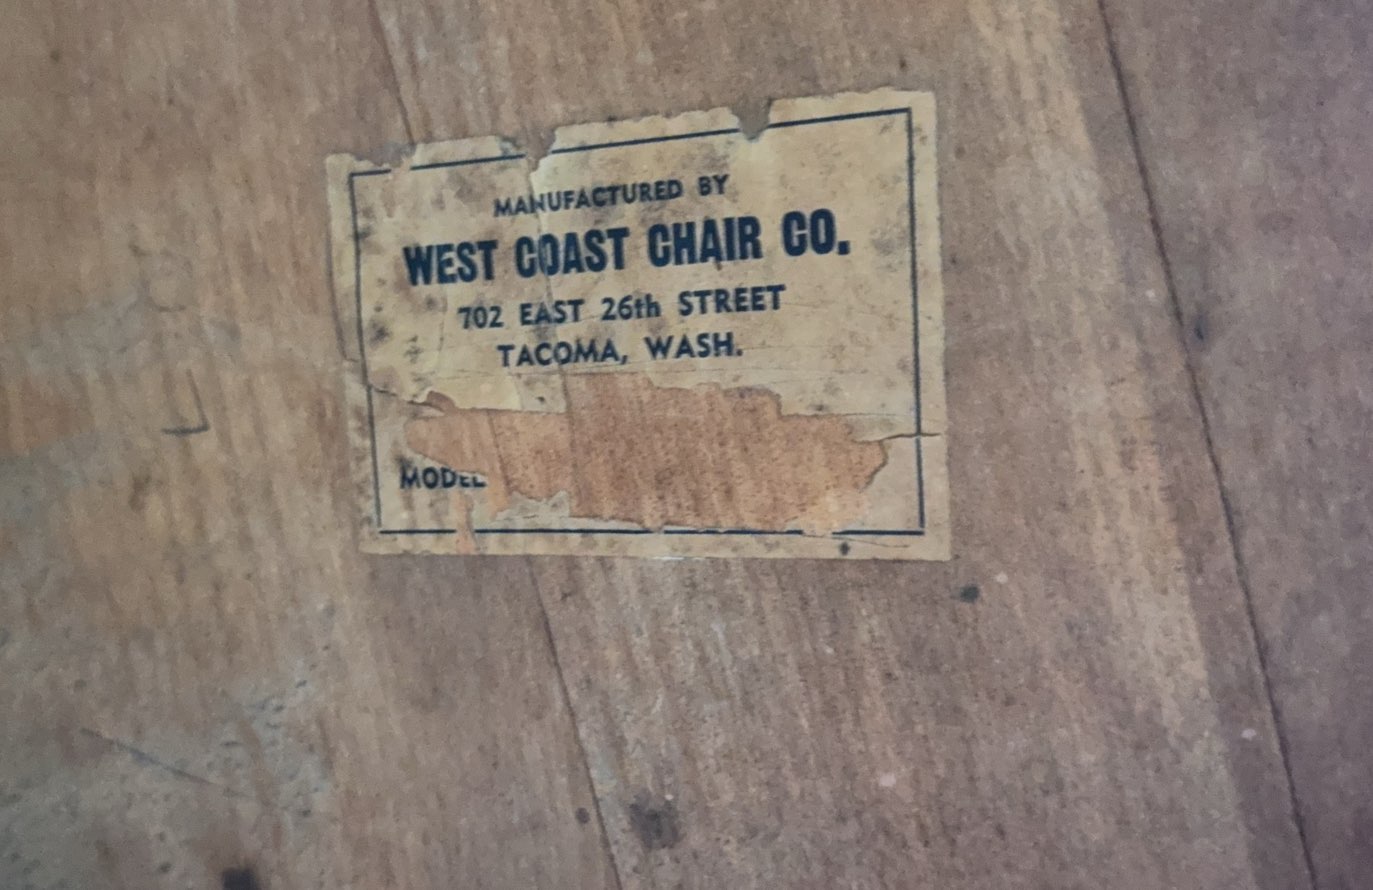 MANUFACTURED BY
WEST COAST CHAIR CO.
702 EAST 26th STREET
TACOMA, WASH.
MODEL